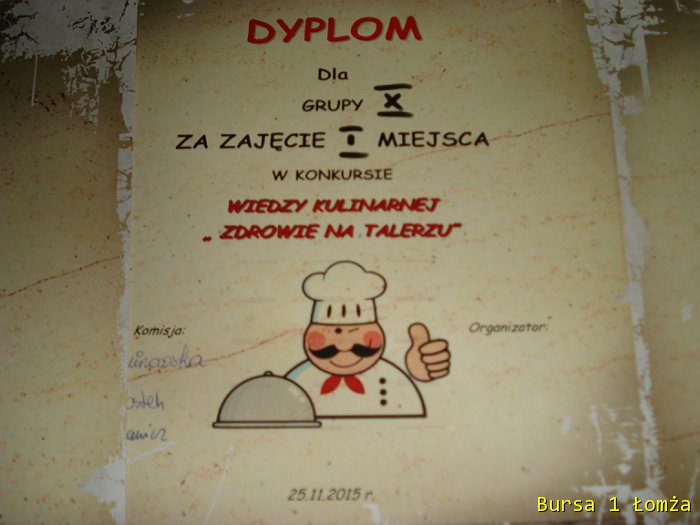 DYPLOM
Dla
GRUPY X
ZA ZAJĘCIE I MIEJSCA
W KONKURSIE
WIEDZY KULINARNEJ
„ ZDROWIE NA TALERZU"
Komisja:
Organizator:
25.11.2015 r.
Bursa 1 Łomża